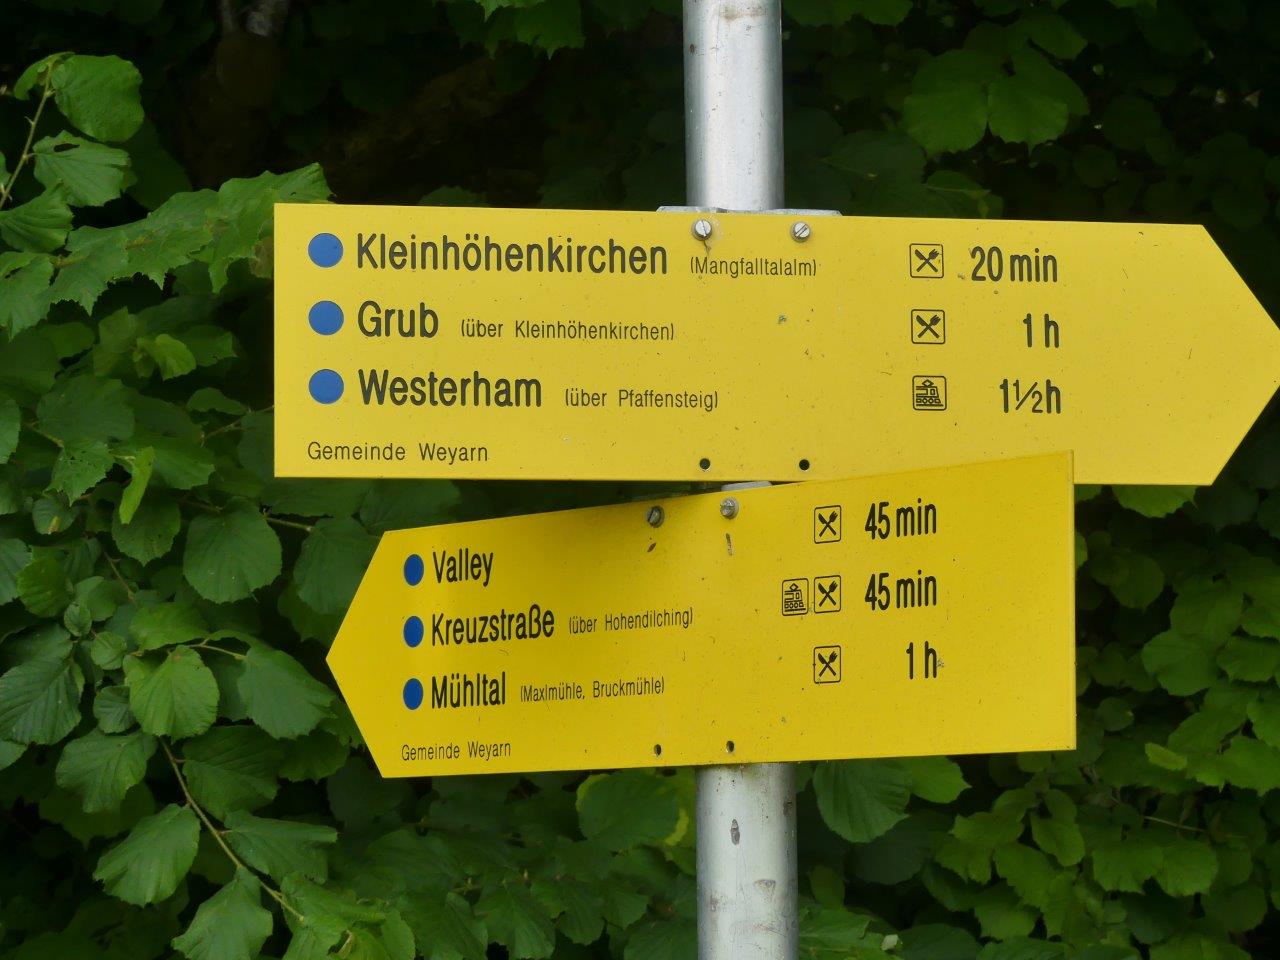 Kleinhöhenkirchen (Mangfalltalalm) 20 min
Grub (über Kleinhöhenkirchen) 1 h
Westerham (über Pfaffensteig) 1½h
Gemeinde Weyarn
Valley 45 min
Kreuzstraße (über Hohendilching) 45 min
Mühltal (Maxlmühle, Bruckmühle) 1 h
Gemeinde Weyarn